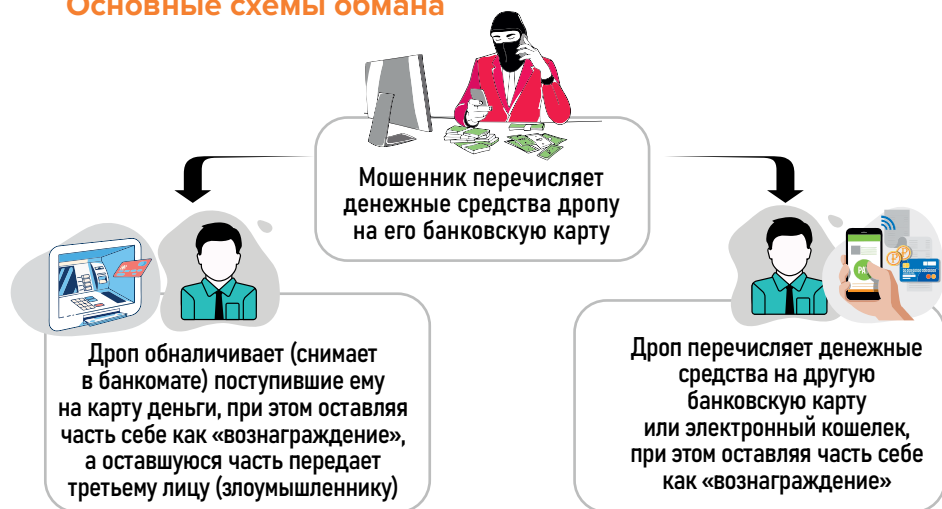 Основные схемы обмана
Мошенник перечисляет
денежные средства дропу
на его банковскую карту
Дроп обналичивает (снимает
в банкомате) поступившие ему
на карту деньги, при этом оставляя
часть себе как «вознаграждение»,
а оставшуюся часть передает
третьему лицу (злоумышленнику)
PA
Дроп перечисляет денежные
средства на другую
банковскую карту
или электронный кошелек,
при этом оставляя часть себе
как «вознаграждение»